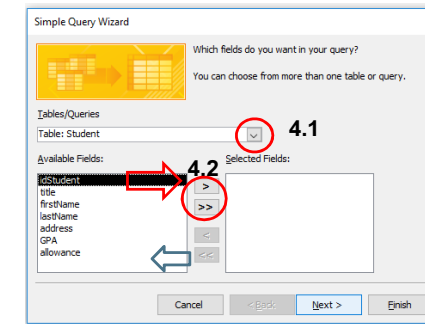 Simple Query Wizard
Which fields do you want in your query?
You can choose from more than one table or query.
Tables/Queries
Table: Student
4.1
Available Fields:
4.2
Selected Fields:
idStudent
title
firstName
lastName
address
GPA
allowance
>
>>
<
<<
Cancel
< Back
Next >
Finish